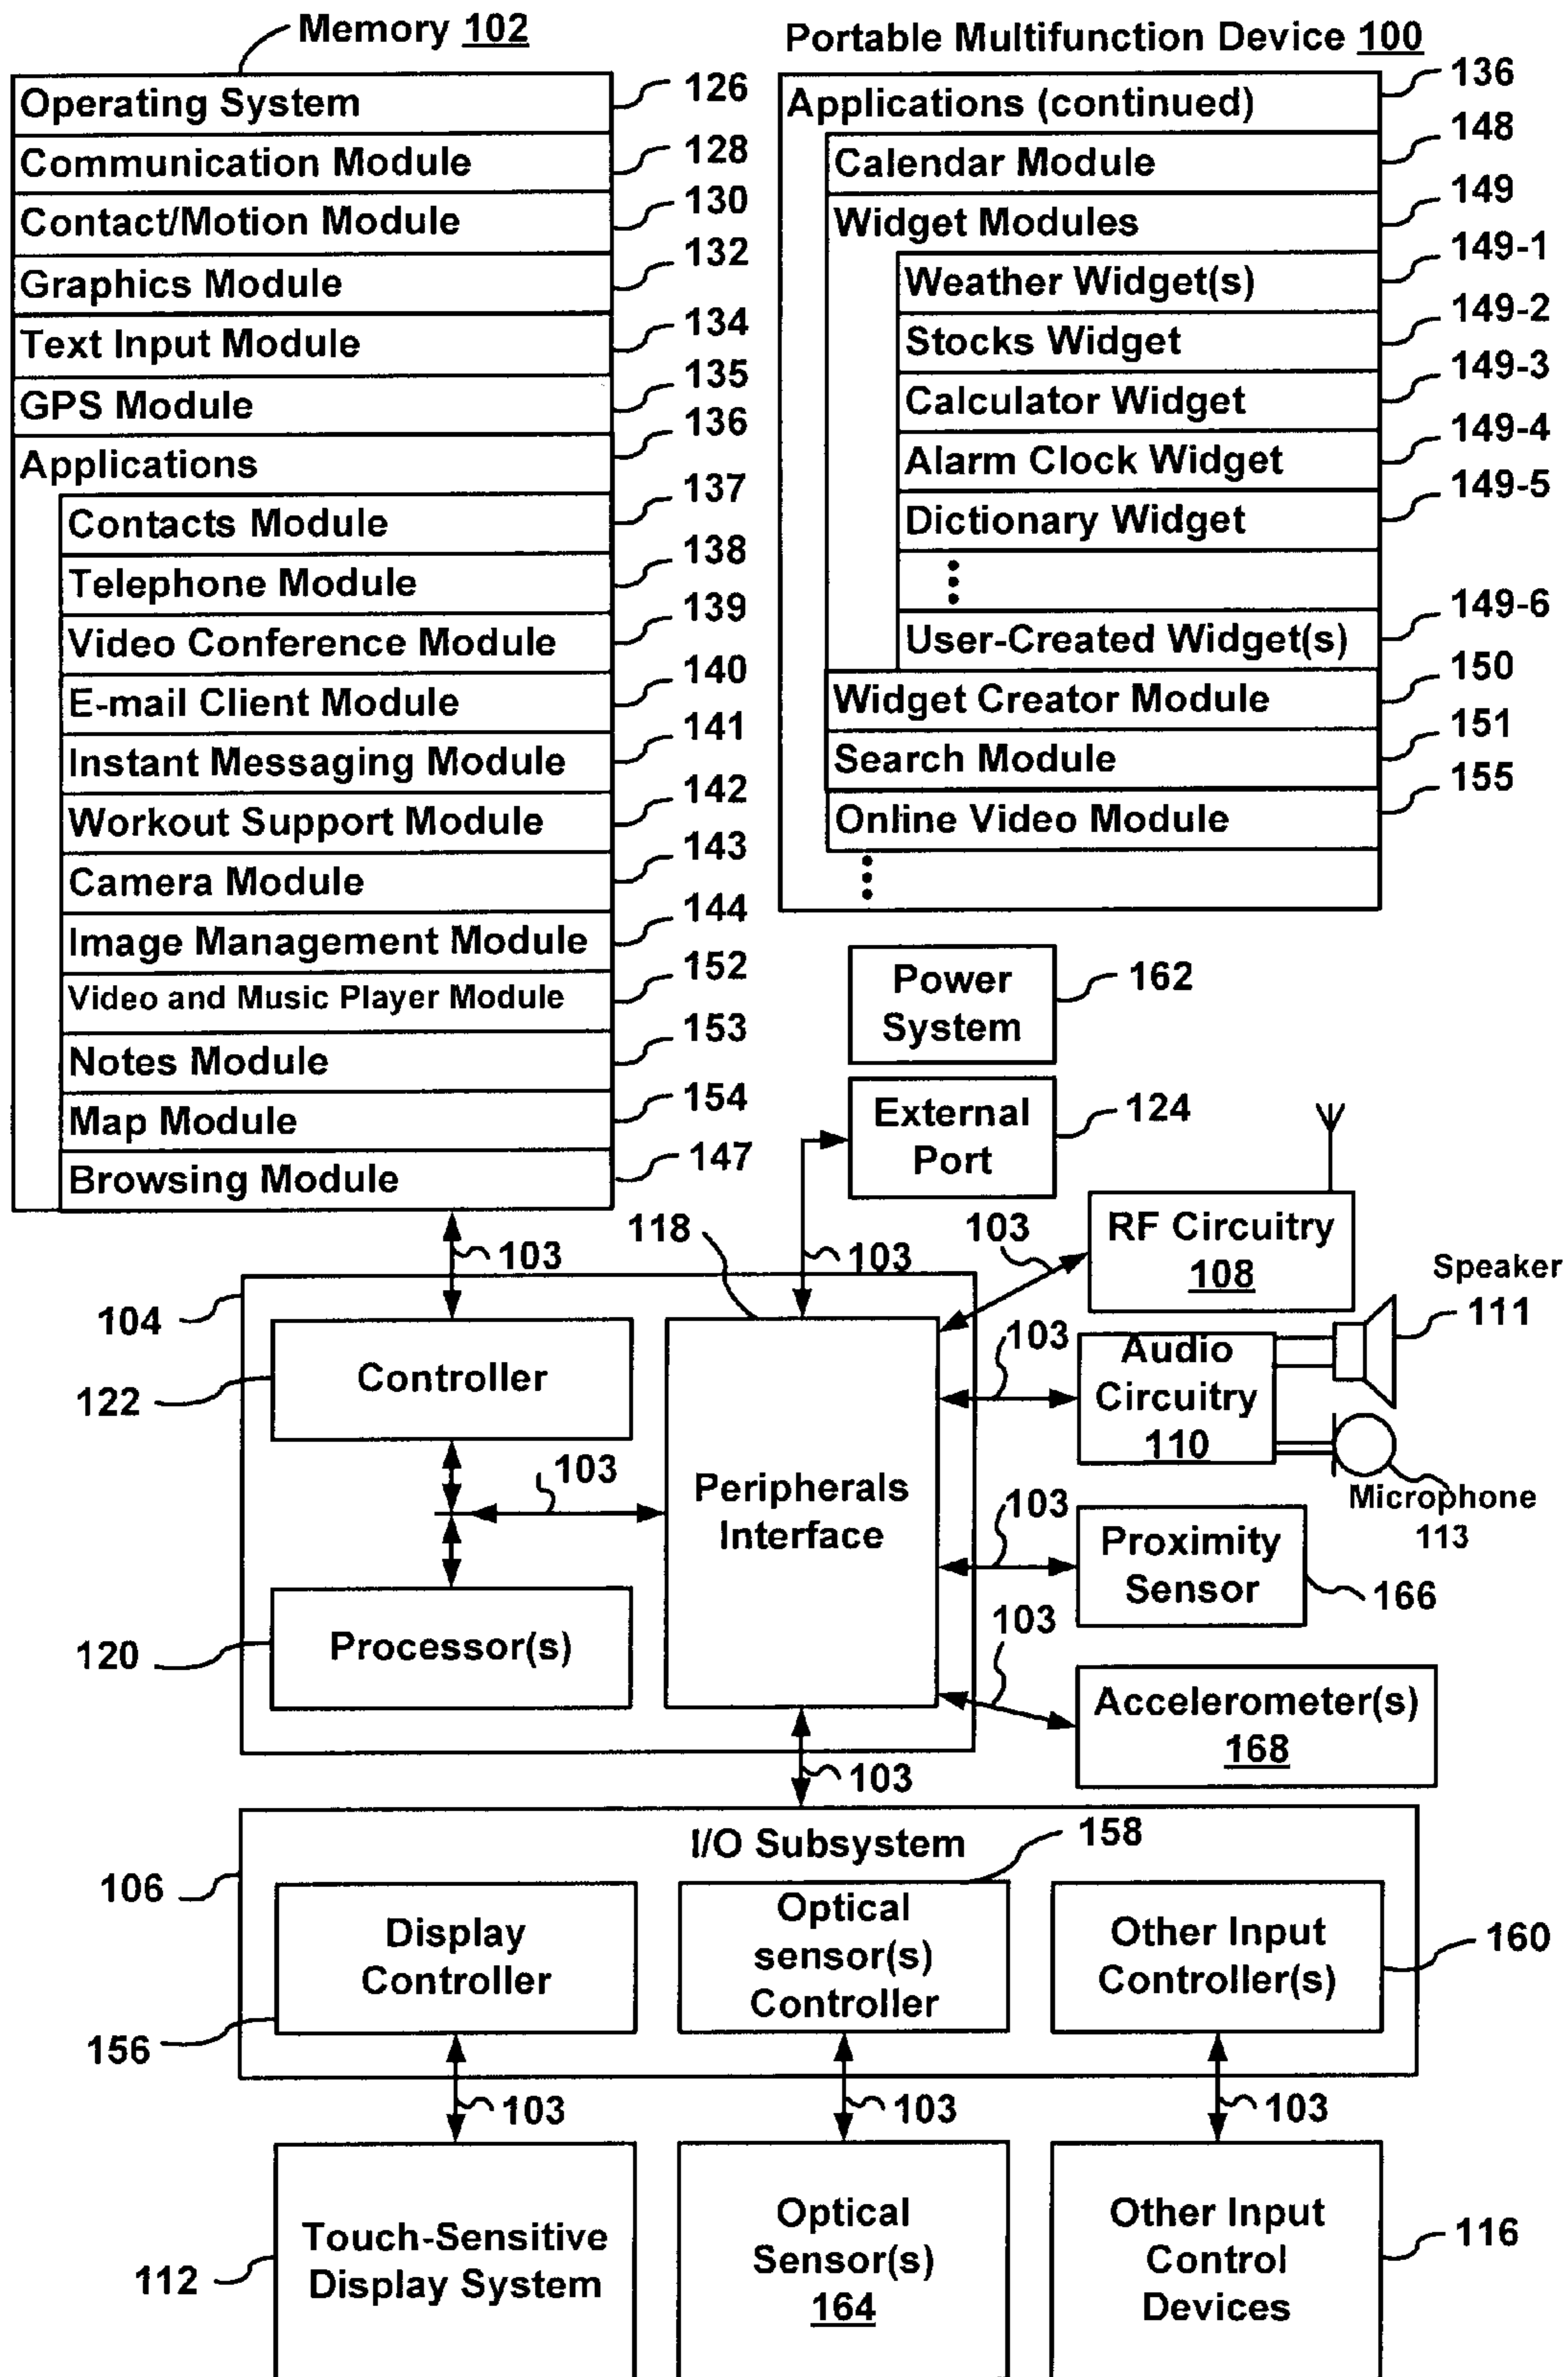 Memory 102
Operating System 126
Communication Module 128
Contact/Motion Module 130
Graphics Module 132
Text Input Module 134
GPS Module 135
Applications 136
Contacts Module 137
Telephone Module 138
Video Conference Module 139
E-mail Client Module 140
Instant Messaging Module 141
Workout Support Module 142
Camera Module 143
Image Management Module 144
Video and Music Player Module 152
Notes Module 153
Map Module 154
Browsing Module 147
Portable Multifunction Device 100
Applications (continued) 136
Calendar Module 148
Widget Modules 149
Weather Widget(s) 149-1
Stocks Widget 149-2
Calculator Widget 149-3
Alarm Clock Widget 149-4
Dictionary Widget 149-5
User-Created Widget(s) 149-6
Widget Creator Module 150
Search Module 151
Online Video Module 155
Power
System
162
External
Port
124
103
118
103
103
RF Circuitry
108
Speaker
111
104
Controller
122
103
Audio
Circuitry
110
Microphone
113
103
Peripherals
Interface
103
Proximity
Sensor
166
Processor(s)
120
103
Accelerometer(s)
168
103
I/O Subsystem
106
158
Display
Controller
156
Optical
sensor(s)
Controller
Other Input
Controller(s)
160
103
103
103
Touch-Sensitive
Display System
112
Optical
Sensor(s)
164
Other Input
Control
Devices
116